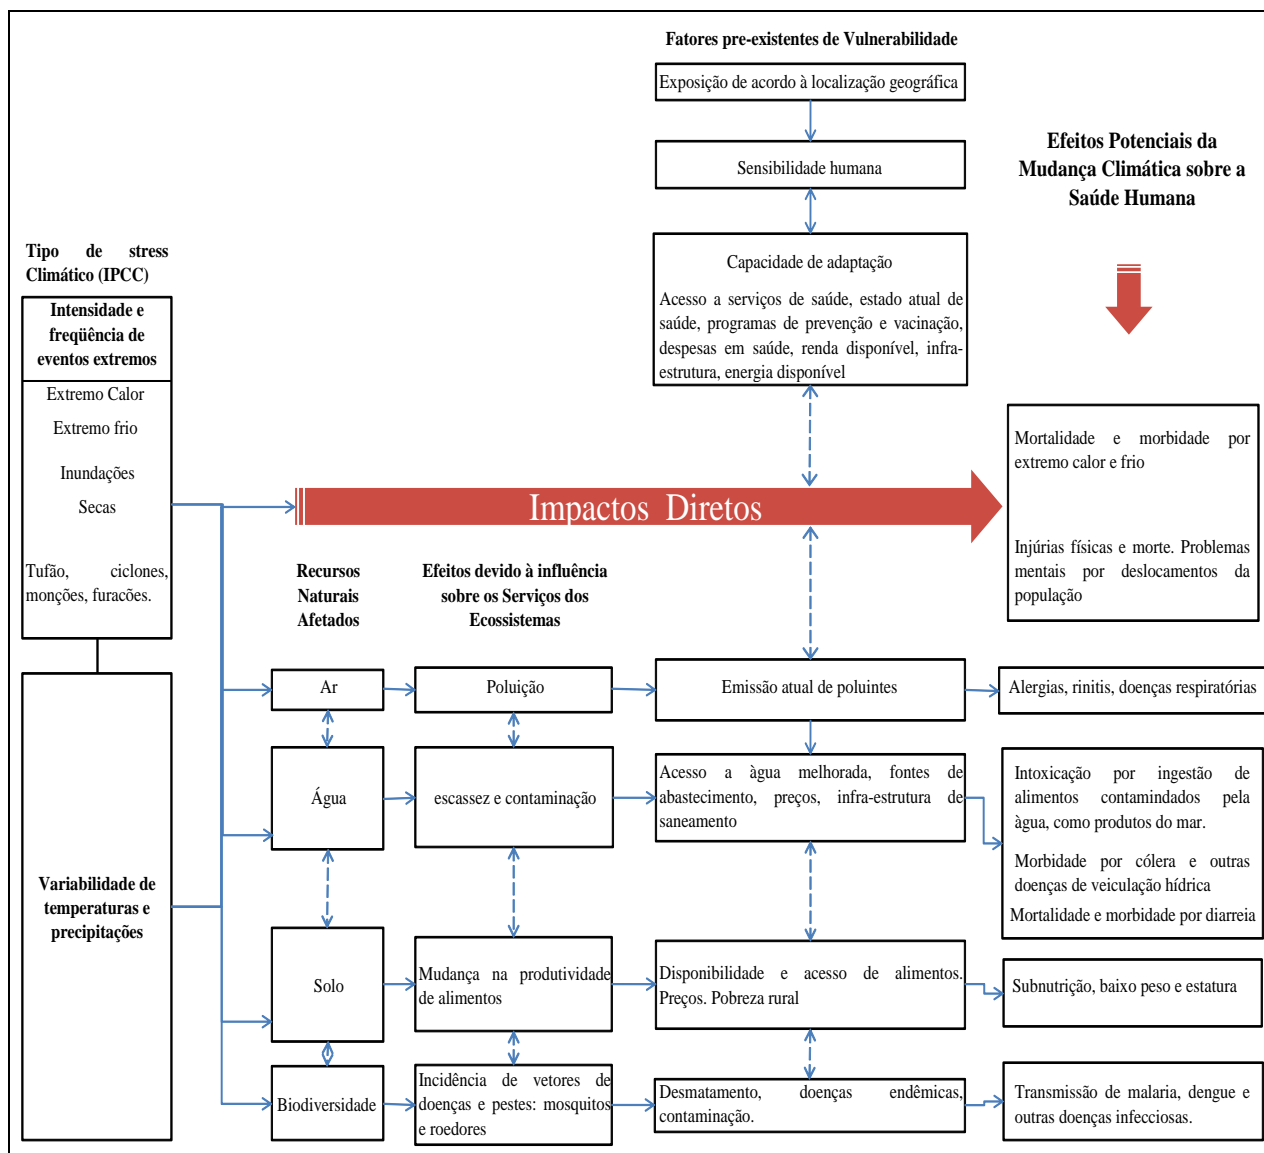 Fatores pre-existentes de Vulnerabilidade
Exposição de acordo à localização geográfica
Sensibilidade humana
Capacidade de adaptação
Acesso a serviços de saúde, estado atual de
saúde, programas de prevenção e vacinação,
despesas em saúde, renda disponível, infra-
estrutura, energia disponível
Efeitos Potenciais da
Mudança Climática sobre a
Saúde Humana
Tipo de stress
Climático (IPCC)
Intensidade e
freqüência de
eventos extremos
Extremo Calor
Extremo frio
Inundações
Secas
Tufão, ciclones,
monções, furacões.
Impactos Diretos
Mortalidade e morbidade por
extremo calor e frio
Injúrias físicas e morte. Problemas
mentais por deslocamentos da
população
Recursos
Naturais
Afetados
Efeitos devido à influência
sobre os Serviços dos
Ecossistemas
Ar
Poluição
Emissão atual de poluintes
Alergias, rinitis, doenças respiratórias
Água
escassez e contaminação
Acesso a àgua melhorada, fontes de
abastecimento, preços, infra-estrutura de
saneamento
Intoxicação por ingestão de
alimentos contamindados pela
àgua, como produtos do mar.
Morbidade por cólera e outras
doenças de veiculação hídrica
Mortalidade e morbidade por diarreia
Variabilidade de
temperaturas e
precipitações
Solo
Mudança na produtividade
de alimentos
Disponibilidade e acesso de alimentos.
Preços. Pobreza rural
Subnutrição, baixo peso e estatura
Biodiversidade
Incidência de vetores de
doenças e pestes: mosquitos
e roedores
Desmatamento, doenças endêmicas,
contaminação.
Transmissão de malaria, dengue e
outras doenças infecciosas.